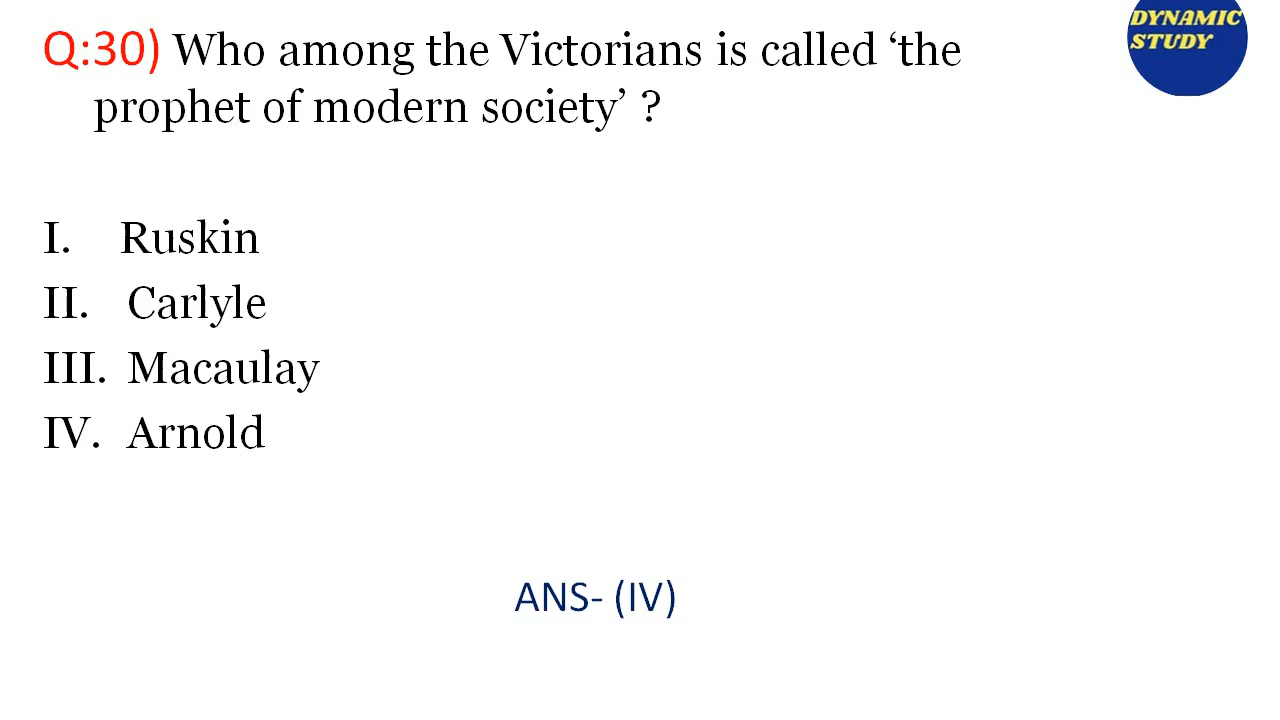 Q:30) Who among the Victorians is called ‘the
prophet of modern society’ ?
I. Ruskin
II. Carlyle
III. Macaulay
IV. Arnold
ANS- (IV)
DYNAMIC
STUDY